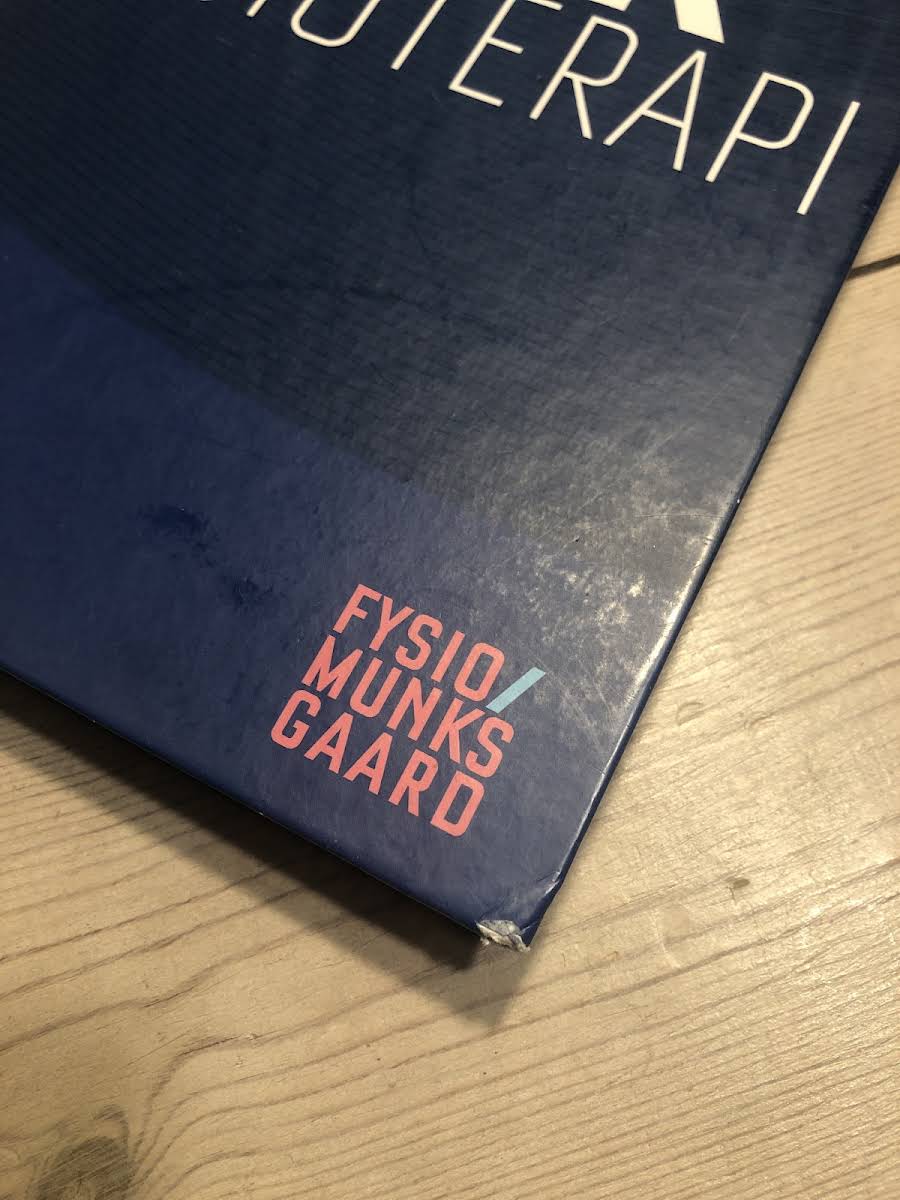 IOTERAPI
FYSIO/
MUNKS
GAARD